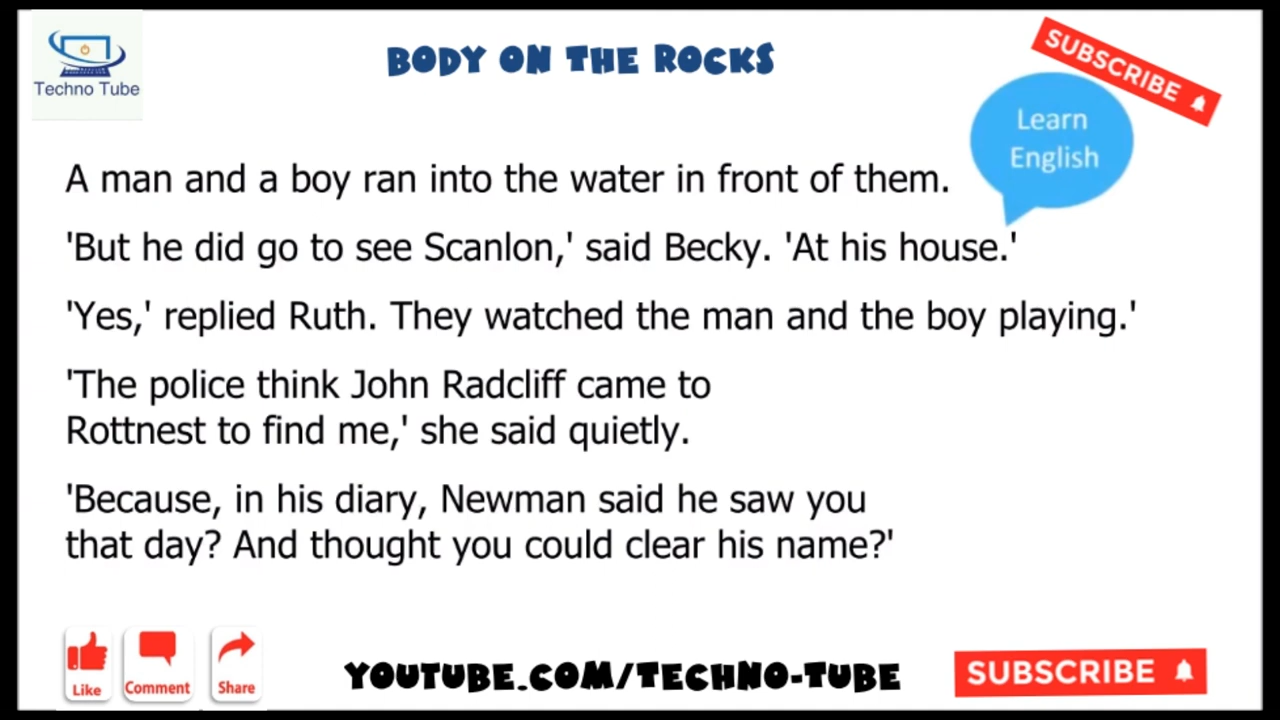 Techno Tube
BODY ON THE ROCKS
SUBSCRIBE
Learn
English
A man and a boy ran into the water in front of them.
'But he did go to see Scanlon,' said Becky. 'At his house.'
'Yes,' replied Ruth. They watched the man and the boy playing.'
'The police think John Radcliff came to
Rottnest to find me,' she said quietly.
'Because, in his diary, Newman said he saw you
that day? And thought you could clear his name?'
Like
Comment
Share
YOUTUBE.COM/TECHNO-TUBE
SUBSCRIBE